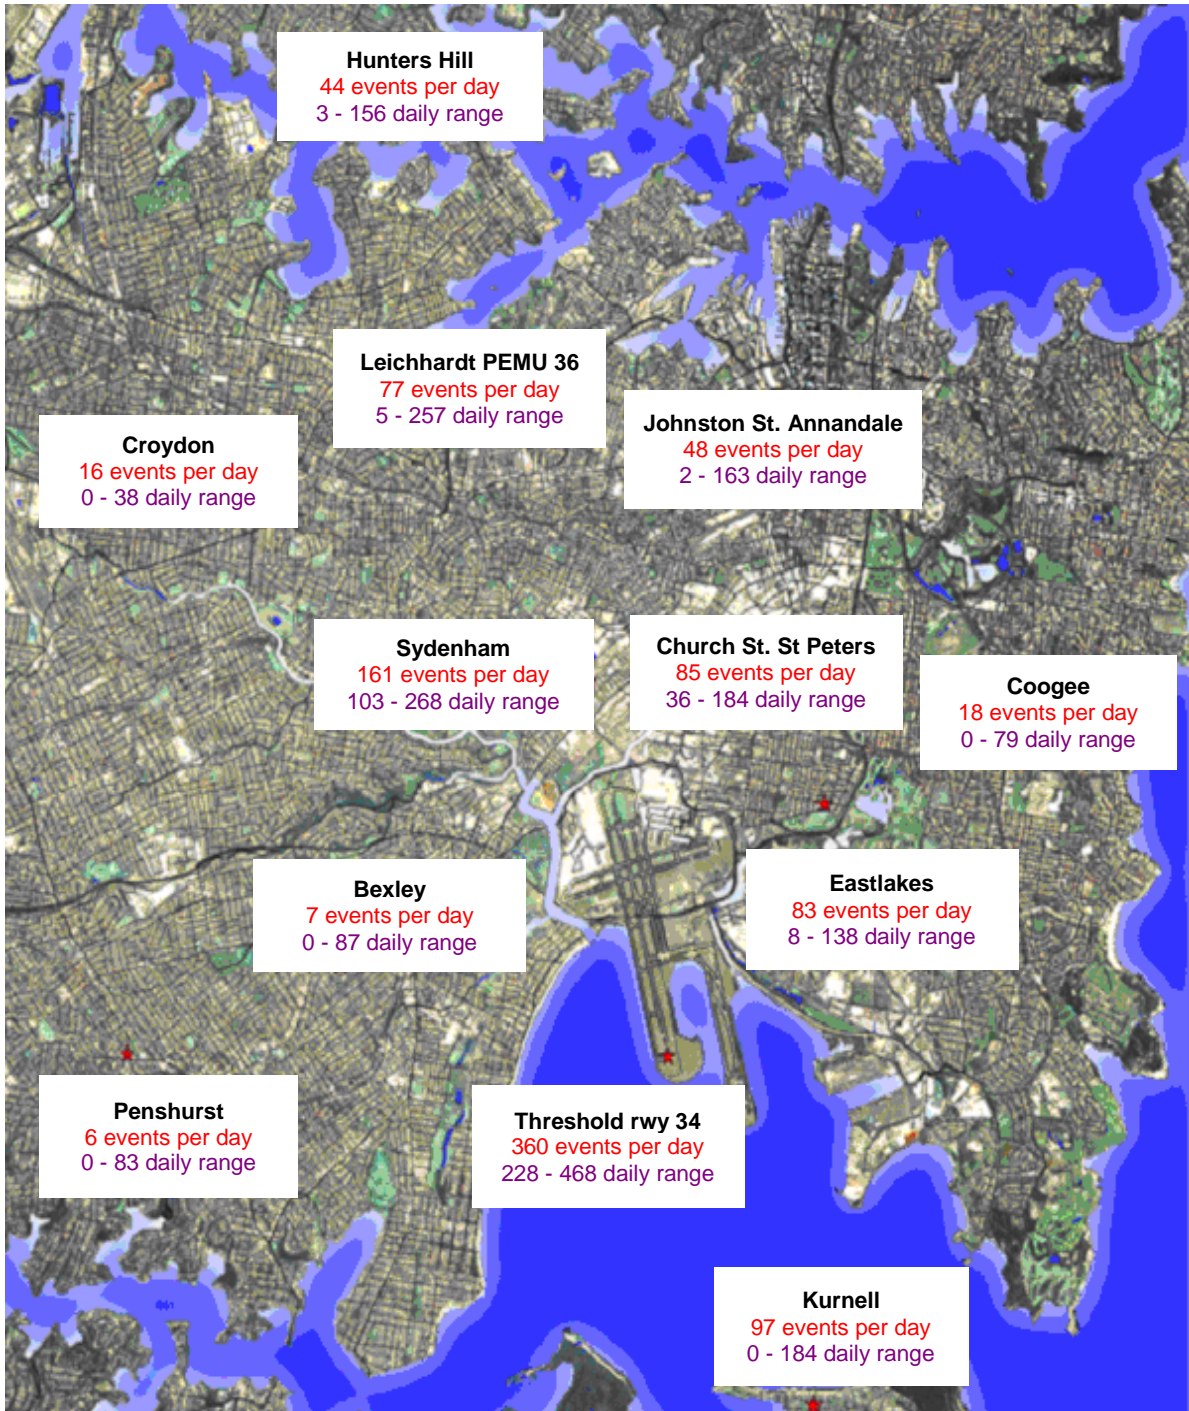 Hunters Hill
44 events per day
3 - 156 daily range
Leichhardt PEMU 36
77 events per day
5 - 257 daily range
Johnston St. Annandale
48 events per day
2 - 163 daily range
Croydon
16 events per day
0 - 38 daily range
Sydenham
161 events per day
103 - 268 daily range
Church St. St Peters
85 events per day
36 - 184 daily range
Coogee
18 events per day
0 - 79 daily range
Bexley
7 events per day
0 - 87 daily range
Eastlakes
83 events per day
8 - 138 daily range
Penshurst
6 events per day
0 - 83 daily range
Threshold rwy 34
360 events per day
228 - 468 daily range
Kurnell
97 events per day
0 - 184 daily range